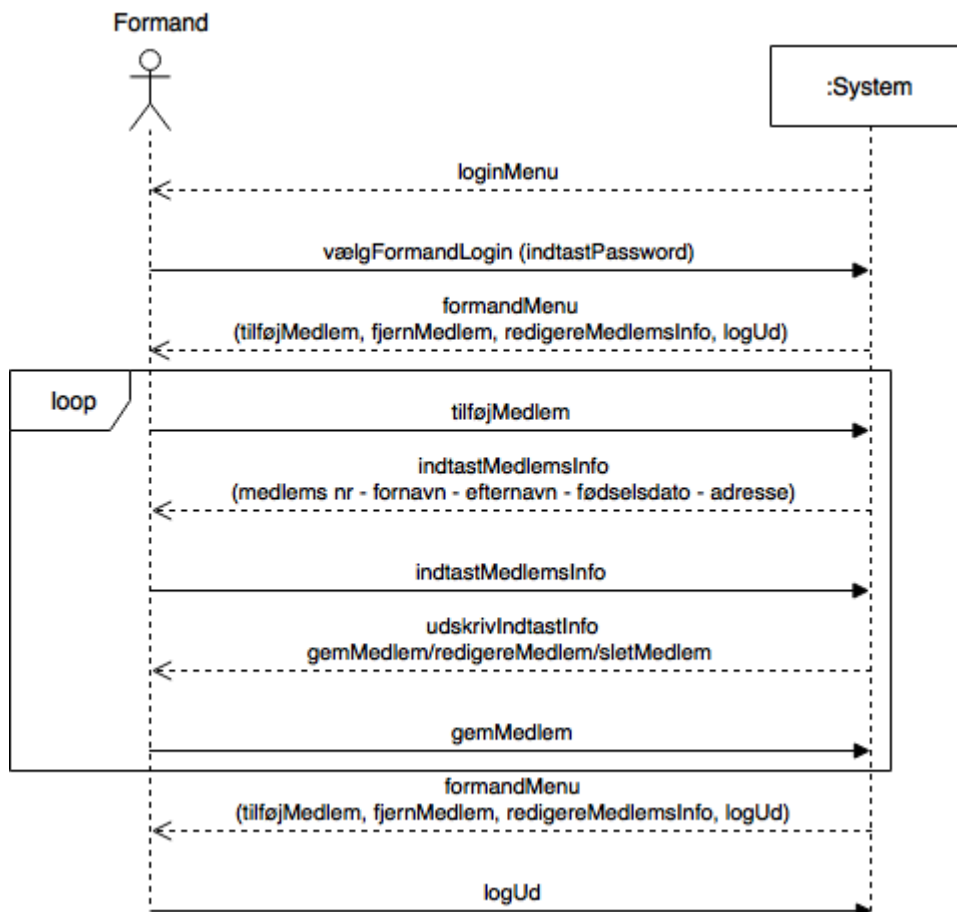 Formand
:System
loginMenu
vælgFormandLogin (indtastPassword)
formandMenu
(tilføjMedlem, fjernMedlem, redigereMedlemsInfo, logUd)
loop
tilføjMedlem
indtastMedlemsInfo
(medlems nr - fornavn - efternavn - fødselsdato - adresse)
indtastMedlemsInfo
udskrivIndtastInfo
gemMedlem/redigereMedlem/sletMedlem
gemMedlem
formandMenu
(tilføjMedlem, fjernMedlem, redigereMedlemsInfo, logUd)
logUd